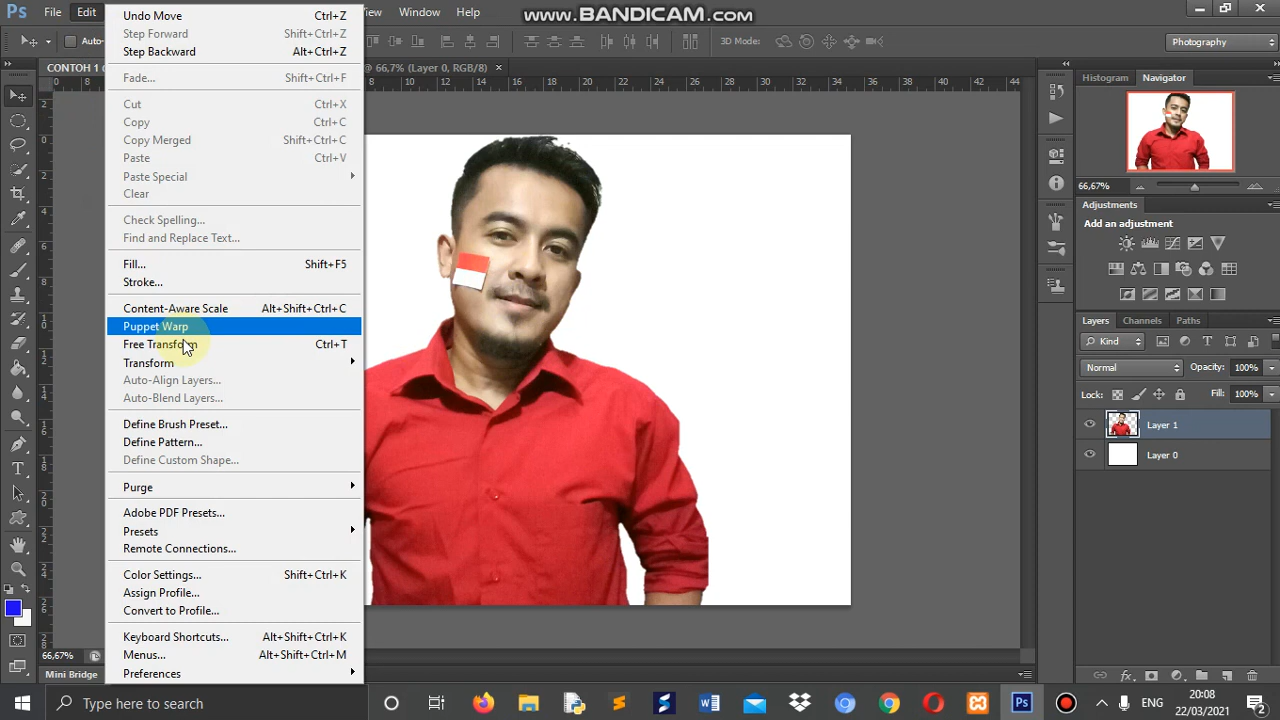 Ps File Edit View Window Help www.BANDICAM.com
Auto- 3D Mode: Photography
CONTOH 1 @ 66,7% (Layer 0, RGB/8) ×
Undo Move Ctrl+Z
Step Forward Shift+Ctrl+Z
Step Backward Alt+Ctrl+Z
Fade... Shift+Ctrl+F
Cut Ctrl+X
Copy Ctrl+C
Copy Merged Shift+Ctrl+C
Paste Ctrl+V
Paste Special
Clear
Check Spelling...
Find and Replace Text...
Fill... Shift+F5
Stroke...
Content-Aware Scale Alt+Shift+Ctrl+C
Puppet Warp
Free Transform Ctrl+T
Transform
Auto-Align Layers...
Auto-Blend Layers...
Define Brush Preset...
Define Pattern...
Define Custom Shape...
Purge
Adobe PDF Presets...
Presets
Remote Connections...
Color Settings... Shift+Ctrl+K
Assign Profile...
Convert to Profile...
Keyboard Shortcuts... Alt+Shift+Ctrl+K
Menus... Alt+Shift+Ctrl+M
Preferences
Histogram Navigator
66,67%
Adjustments
Add an adjustment
Layers Channels Paths
Kind
Normal Opacity: 100%
Lock: Fill: 100%
Layer 1
Layer 0
66,67%
Mini Bridge
Type here to search
ENG 20:08
22/03/2021 2